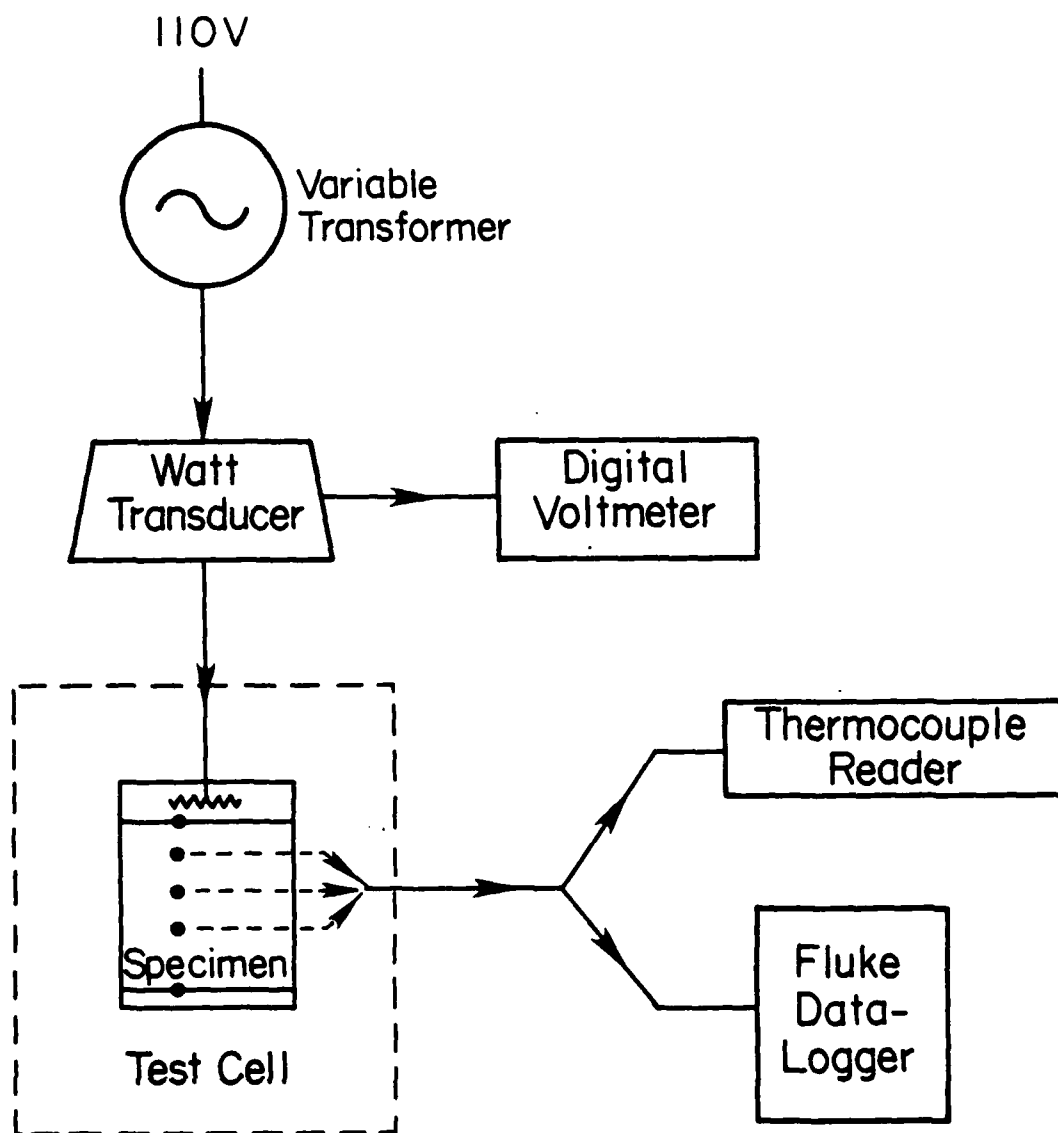 110V
Variable
Transformer
Watt
Transducer
Digital
Voltmeter
Thermocouple
Reader
Specimen
Fluke
Data-
Logger
Test Cell